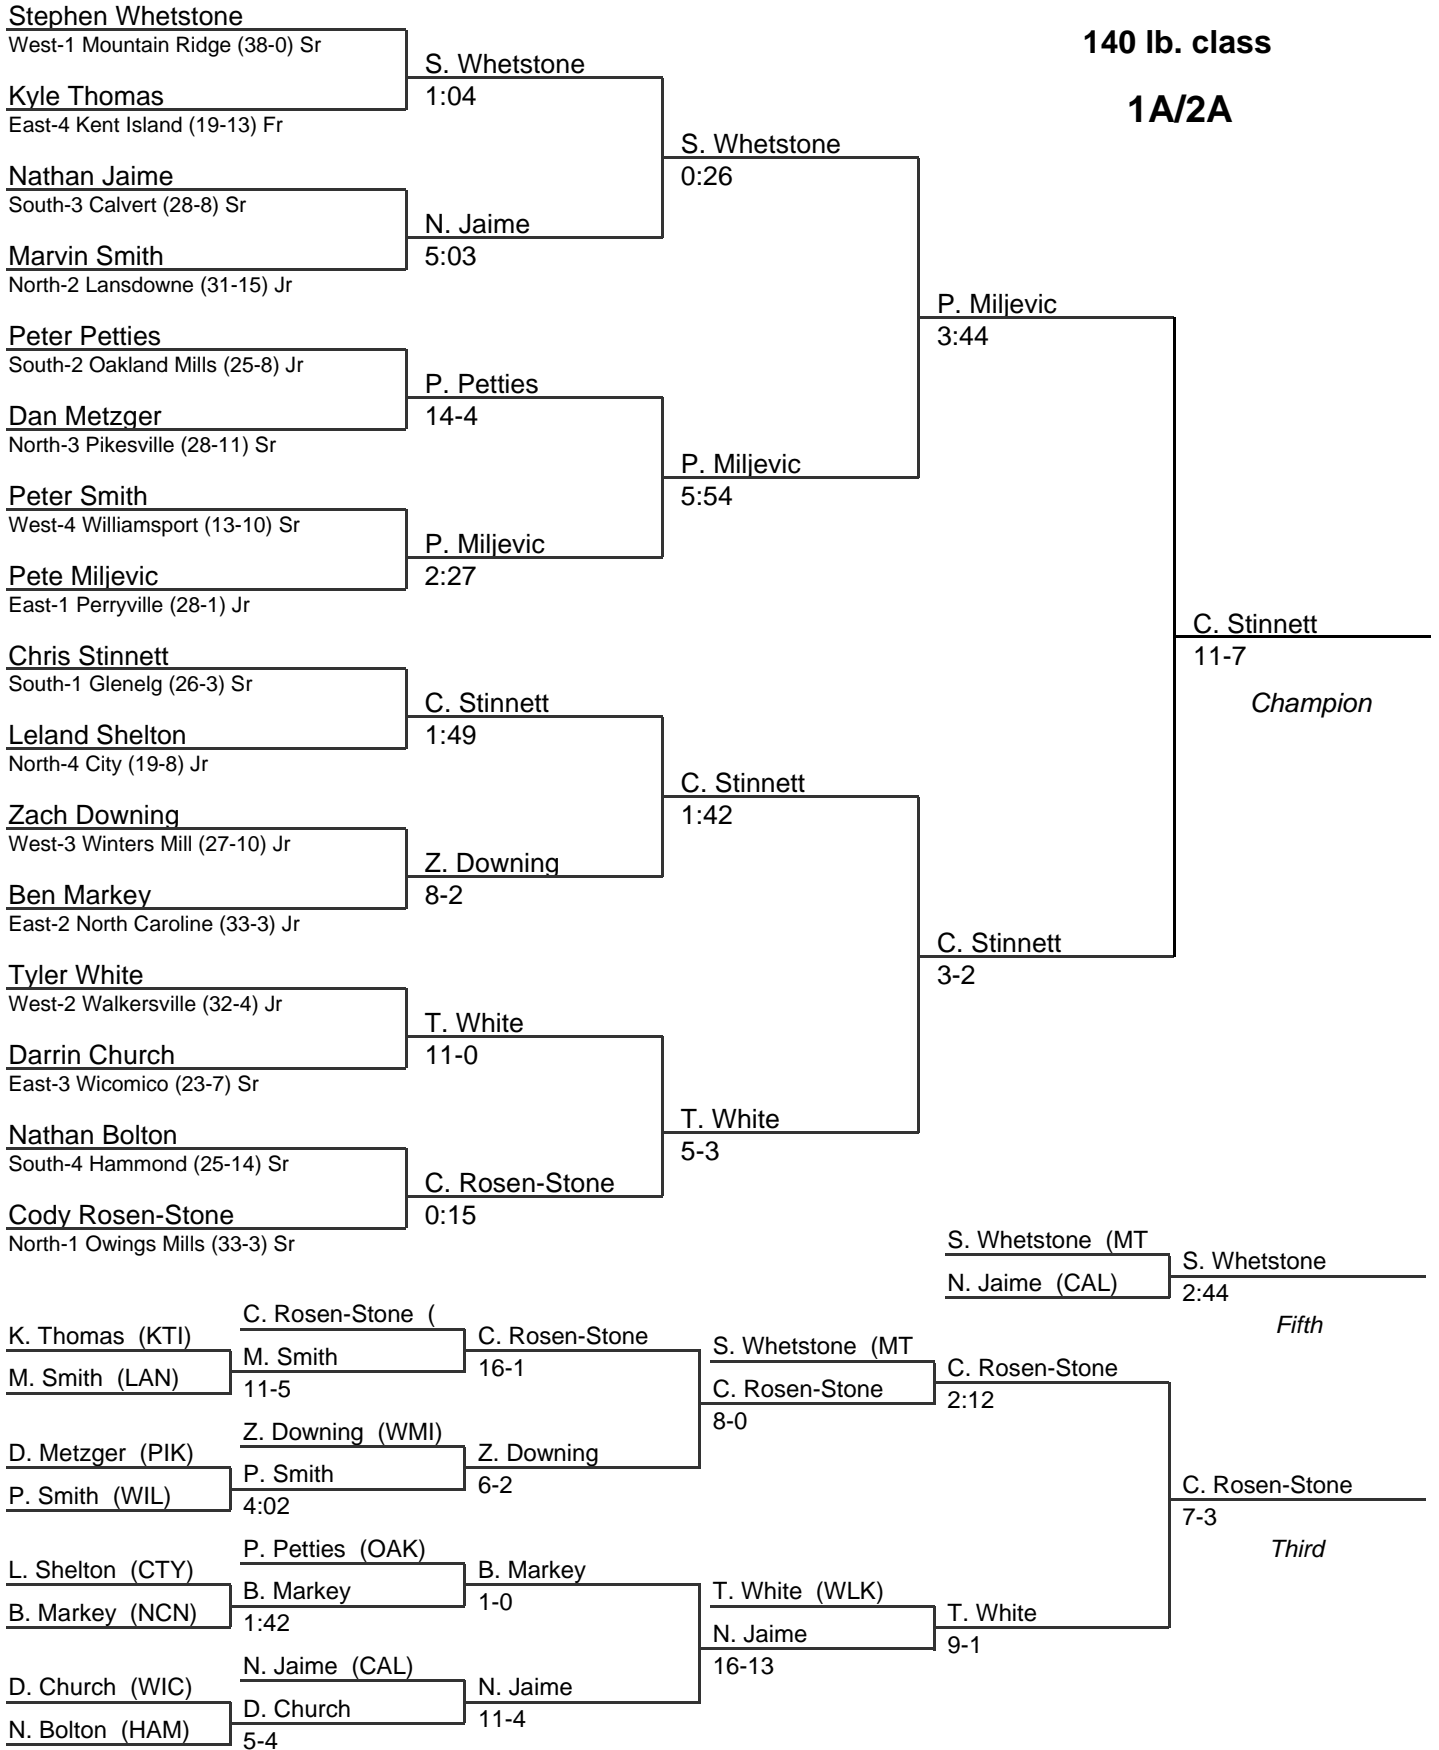 Stephen Whetstone
West-1 Mountain Ridge (38-0) Sr
Kyle Thomas
East-4 Kent Island (19-13) Fr
Nathan Jaime
South-3 Calvert (28-8) Sr
Marvin Smith
North-2 Lansdowne (31-15) Jr
Peter Petties
South-2 Oakland Mills (25-8) Jr
Dan Metzger
North-3 Pikesville (28-11) Sr
Peter Smith
West-4 Williamsport (13-10) Sr
Pete Miljevic
East-1 Perryville (28-1) Jr
Chris Stinnett
South-1 Glenelg (26-3) Sr
Leland Shelton
North-4 City (19-8) Jr
Zach Downing
West-3 Winters Mill (27-10) Jr
Ben Markey
East-2 North Caroline (33-3) Jr
Tyler White
West-2 Walkersville (32-4) Jr
Darrin Church
East-3 Wicomico (23-7) Sr
Nathan Bolton
South-4 Hammond (25-14) Sr
Cody Rosen-Stone
North-1 Owings Mills (33-3) Sr
S. Whetstone
1:04
N. Jaime
5:03
P. Petties
14-4
P. Miljevic
2:27
C. Stinnett
1:49
Z. Downing
8-2
T. White
11-0
C. Rosen-Stone
0:15
S. Whetstone
0:26
P. Miljevic
5:54
C. Stinnett
1:42
T. White
5-3
P. Miljevic
3:44
C. Stinnett
3-2
140 lb. class
1A/2A
C. Stinnett
11-7
Champion
S. Whetstone (MT
N. Jaime (CAL)
S. Whetstone
2:44
Fifth
K. Thomas (KTI)
M. Smith (LAN)
D. Metzger (PIK)
P. Smith (WIL)
L. Shelton (CTY)
B. Markey (NCN)
D. Church (WIC)
N. Bolton (HAM)
C. Rosen-Stone (
M. Smith
11-5
Z. Downing (WMI)
P. Smith
4:02
P. Petties (OAK)
B. Markey
1:42
N. Jaime (CAL)
D. Church
5-4
C. Rosen-Stone
16-1
Z. Downing
6-2
B. Markey
1-0
N. Jaime
11-4
S. Whetstone (MT
C. Rosen-Stone
8-0
T. White (WLK)
N. Jaime
16-13
C. Rosen-Stone
2:12
T. White
9-1
C. Rosen-Stone
7-3
Third